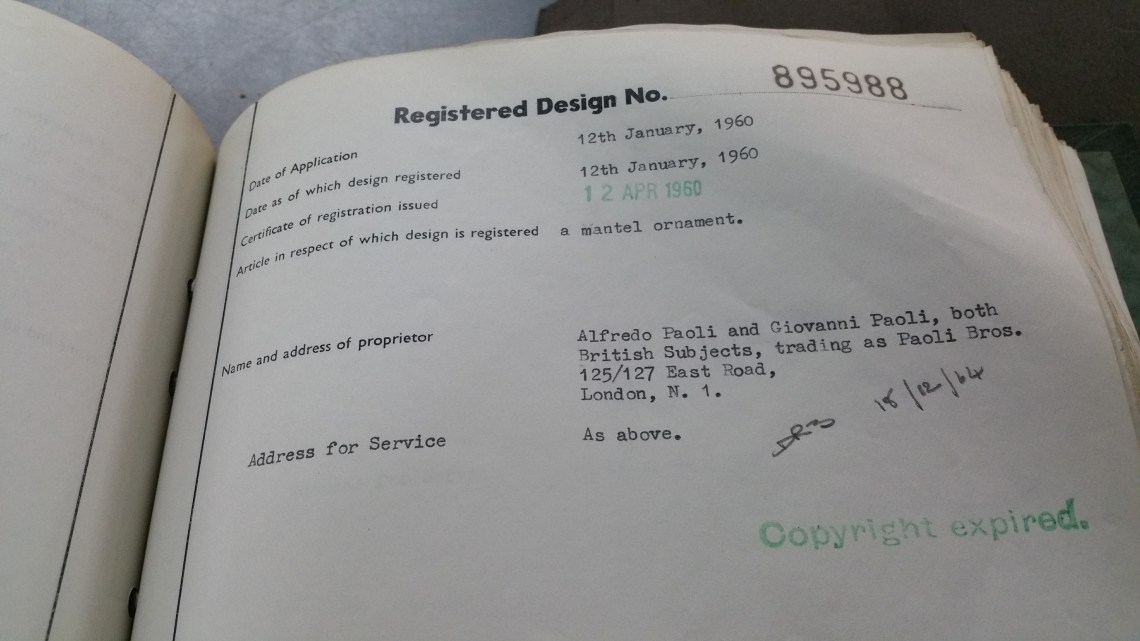 Registered Design No. 895988
Date of Application 12th January, 1960
Date as of which design registered 12th January, 1960
Certificate of registration issued 12 APR 1960
Article in respect of which design is registered a mantel ornament.
Name and address of proprietor Alfredo Paoli and Giovanni Paoli, both
British Subjects, trading as Paoli Bros.
125/127 East Road,
London, N. 1.
Address for Service As above.
18/12/64
Copyright expired.